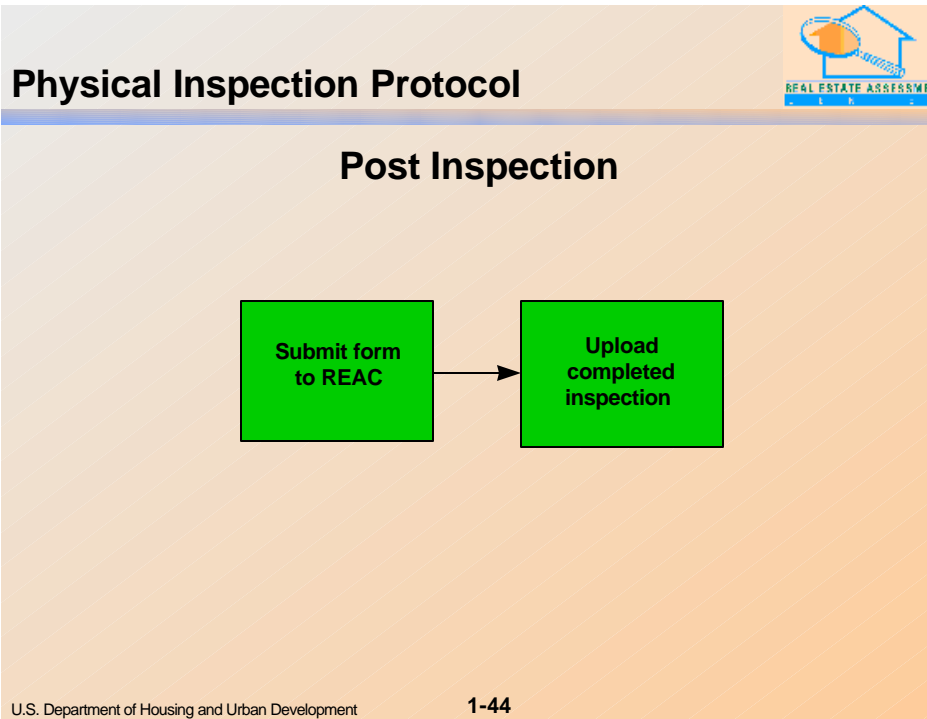 Physical Inspection Protocol
REAL ESTATE ASSESSME
Post Inspection
Submit form
to REAC
Upload
completed
inspection
U.S. Department of Housing and Urban Development
1-44